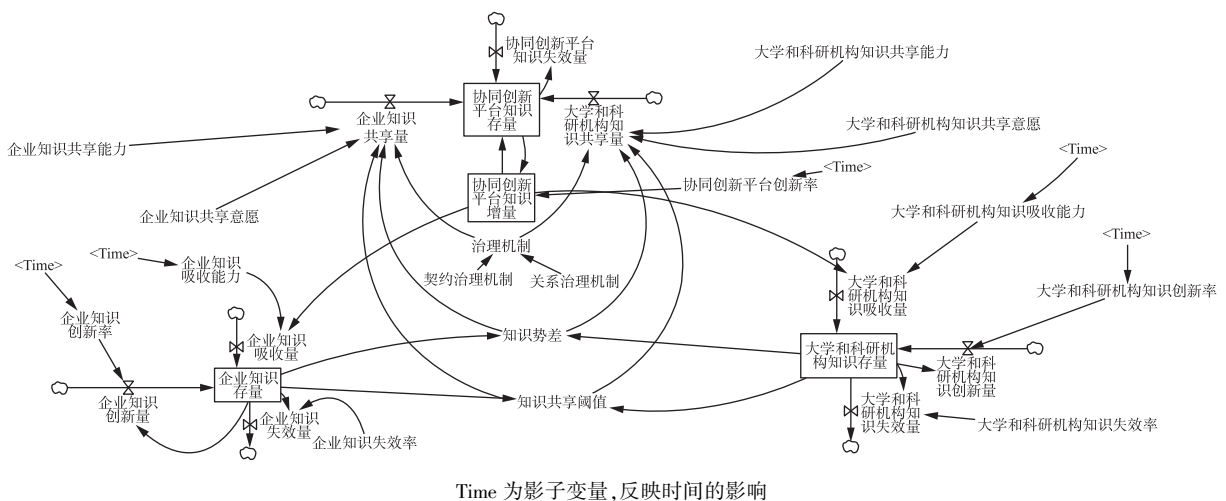 协同创新平台
知识失效量
大学和科研机构知识共享能力
协同创新
平台知识
存量
企业知识
共享量
大学和科
研机构知
识共享量
大学和科研机构知识共享意愿
企业知识共享能力
<Time>
<Time>
协同创新
平台知识
增量
协同创新平台创新率
企业知识共享意愿
大学和科研机构知识吸收能力
<Time>
治理机制
<Time>
<Time>
企业知识
吸收能力
契约治理机制
关系治理机制
大学和科
研机构知
识吸收量
大学和科研机构知识创新率
企业知识
创新率
企业知识
吸收量
知识势差
大学和科研机
构知识存量
企业知识
存量
大学和科
研机构知
识创新量
企业知识
创新量
知识共享阈值
大学和科
研机构知
识失效量
企业知识
失效量
企业知识失效率
大学和科研机构知识失效率
Time 为影子变量,反映时间的影响